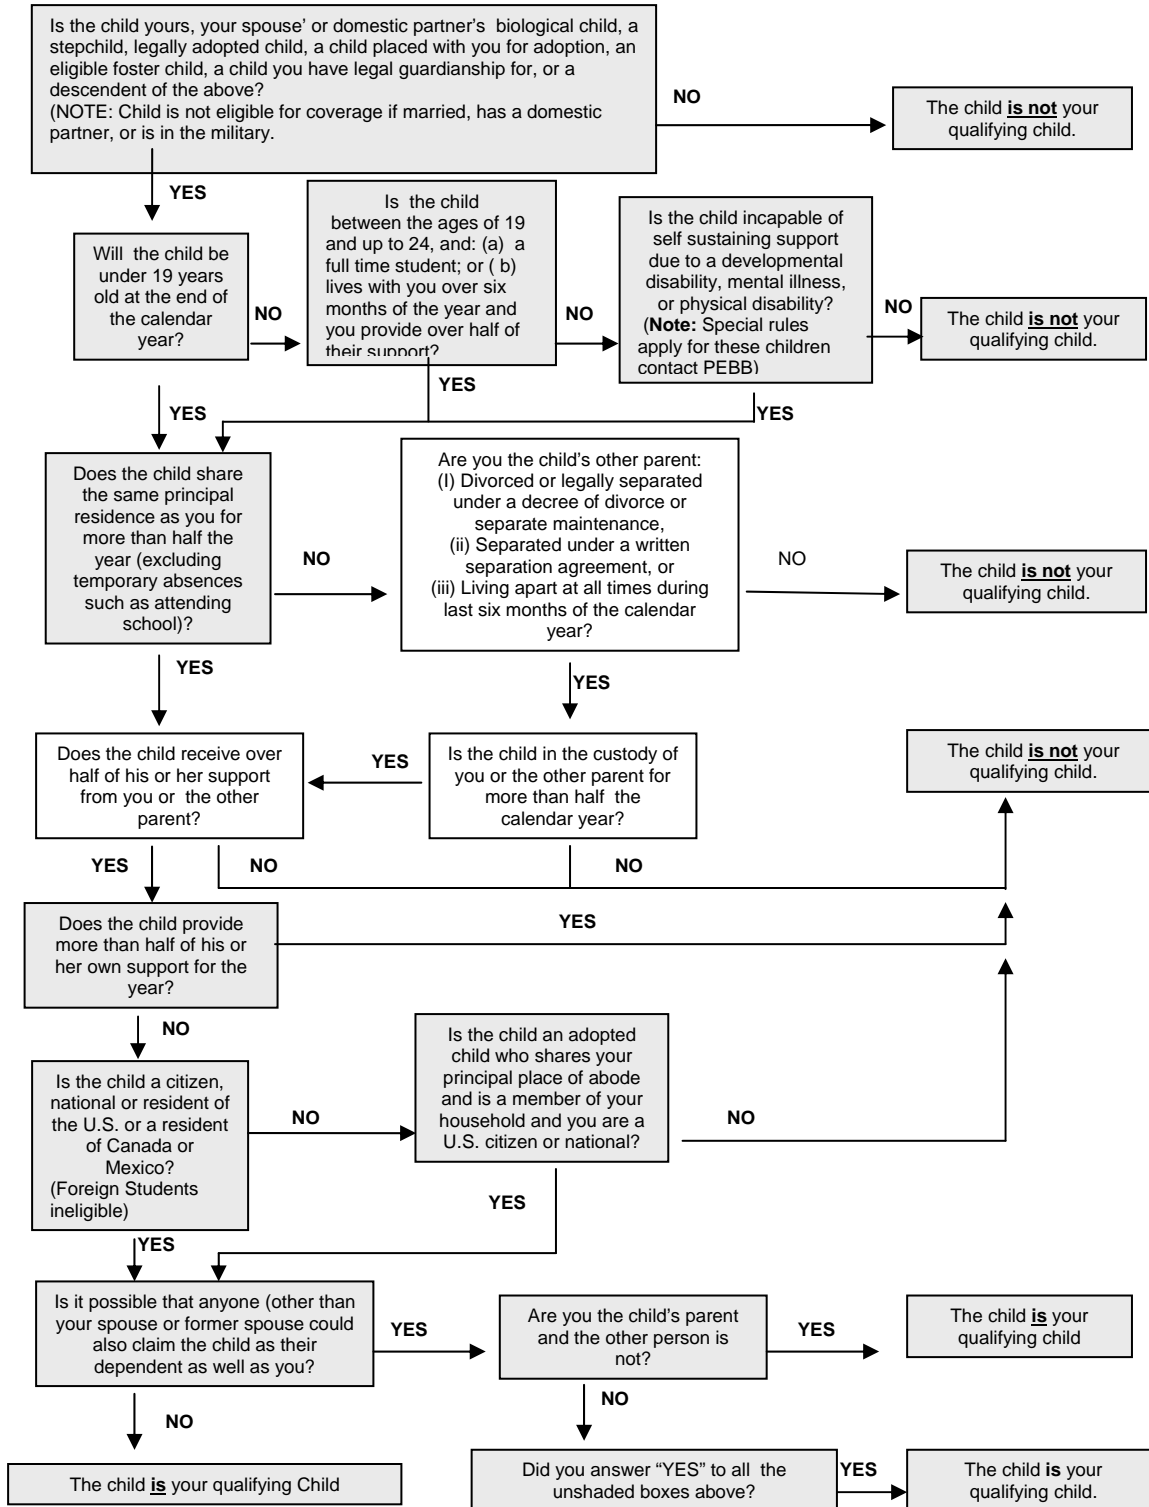 Is the child yours, your spouse' or domestic partner's biological child, a
stepchild, legally adopted child, a child placed with you for adoption, an
eligible foster child, a child you have legal guardianship for, or a
descendent of the above?
(NOTE: Child is not eligible for coverage if married, has a domestic
partner, or is in the military.
NO
The child is not your
qualifying child.
YES
Will the child be
under 19 years
old at the end of
the calendar
year?
NO
Is the child
between the ages of 19
and up to 24, and: (a) a
full time student; or ( b)
lives with you over six
months of the year and
you provide over half of
their support?
NO
Is the child incapable of
self sustaining support
due to a developmental
disability, mental illness,
or physical disability?
(Note: Special rules
apply for these children
contact PEBB)
NO
The child is not your
qualifying child.
YES
YES
YES
Does the child share
the same principal
residence as you for
more than half the
year (excluding
temporary absences
such as attending
school)?
NO
Are you the child's other parent:
(I) Divorced or legally separated
under a decree of divorce or
separate maintenance,
(ii) Separated under a written
separation agreement, or
(iii) Living apart at all times during
last six months of the calendar
year?
NO
The child is not your
qualifying child.
YES
YES
Does the child receive over
half of his or her support
from you or the other
parent?
YES
Is the child in the custody of
you or the other parent for
more than half the
calendar year?
The child is not your
qualifying child.
YES
NO
NO
Does the child provide
more than half of his or
her own support for the
year?
YES
NO
Is the child a citizen,
national or resident of
the U.S. or a resident
of Canada or
Mexico?
(Foreign Students
ineligible)
NO
Is the child an adopted
child who shares your
principal place of abode
and is a member of your
household and you are a
U.S. citizen or national?
NO
YES
YES
Is it possible that anyone (other than
your spouse or former spouse could
also claim the child as their
dependent as well as you?
YES
Are you the child's parent
and the other person is
not?
YES
The child is your
qualifying child
NO
NO
The child is your qualifying Child
Did you answer "YES" to all the
unshaded boxes above?
YES
The child is your
qualifying child.